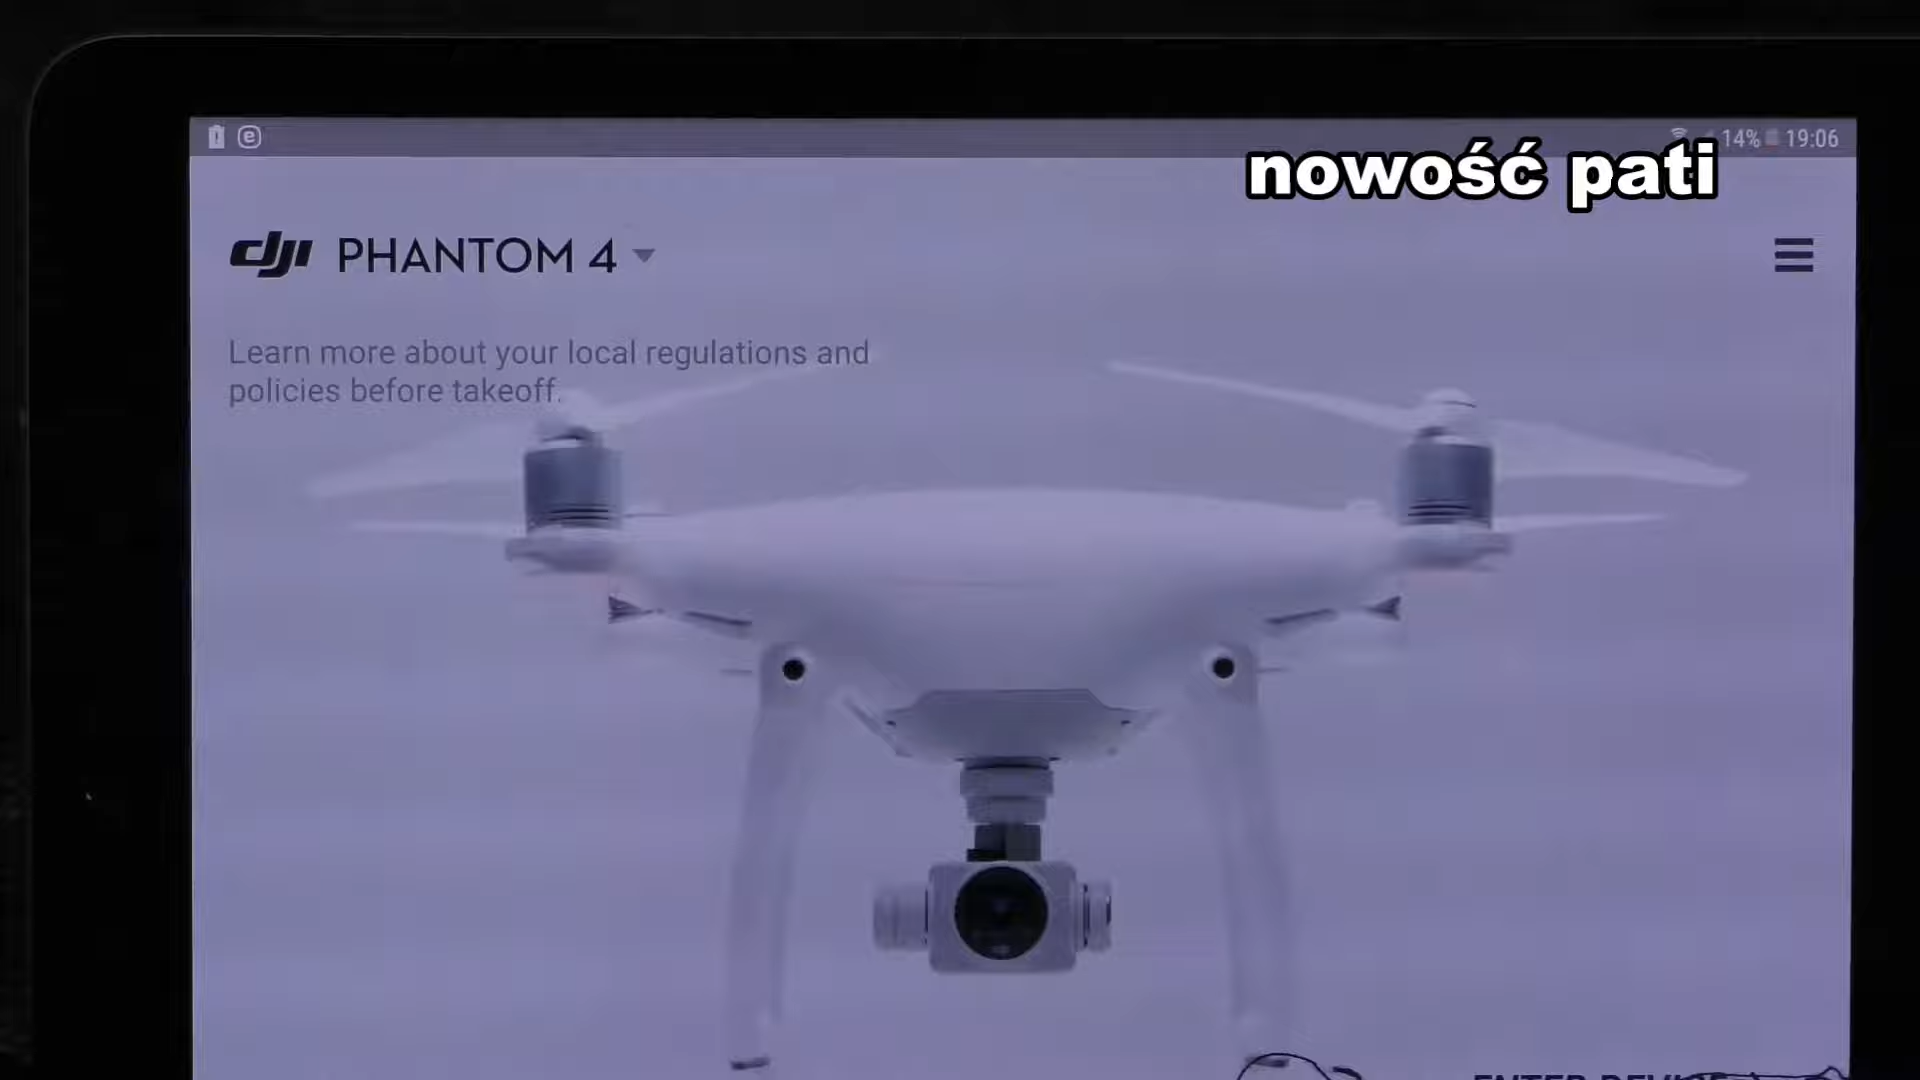 14% 19:06
nowość pati
dji PHANTOM 4
Learn more about your local regulations and
policies before takeoff.